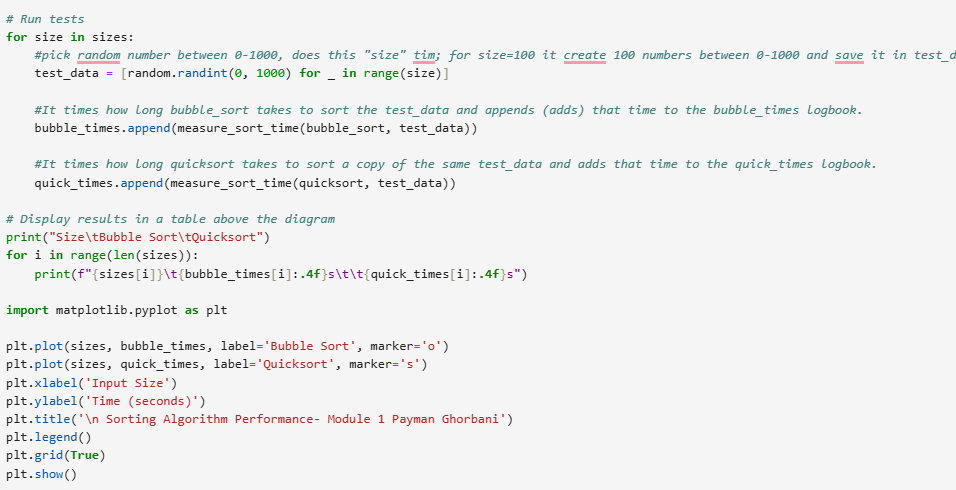 # Run tests
for size in sizes:
    #pick random number between 0-1000, does this "size" tim; for size=100 it create 100 numbers between 0-1000 and save it in test_d
    test_data = [random.randint(0, 1000) for _ in range(size)]
    #It times how long bubble_sort takes to sort the test_data and appends (adds) that time to the bubble_times logbook.
    bubble_times.append(measure_sort_time(bubble_sort, test_data))
    #It times how long quicksort takes to sort a copy of the same test_data and adds that time to the quick_times logbook.
    quick_times.append(measure_sort_time(quicksort, test_data))
# Display results in a table above the diagram
print("Size\tBubble Sort\tQuicksort")
for i in range(len(sizes)):
    print(f"{sizes[i]}\t{bubble_times[i]:.4f}s\t\t{quick_times[i]:.4f}s")
import matplotlib.pyplot as plt
plt.plot(sizes, bubble_times, label='Bubble Sort', marker='o')
plt.plot(sizes, quick_times, label='Quicksort', marker='s')
plt.xlabel('Input Size')
plt.ylabel('Time (seconds)')
plt.title('\n Sorting Algorithm Performance- Module 1 Payman Ghorbani')
plt.legend()
plt.grid(True)
plt.show()